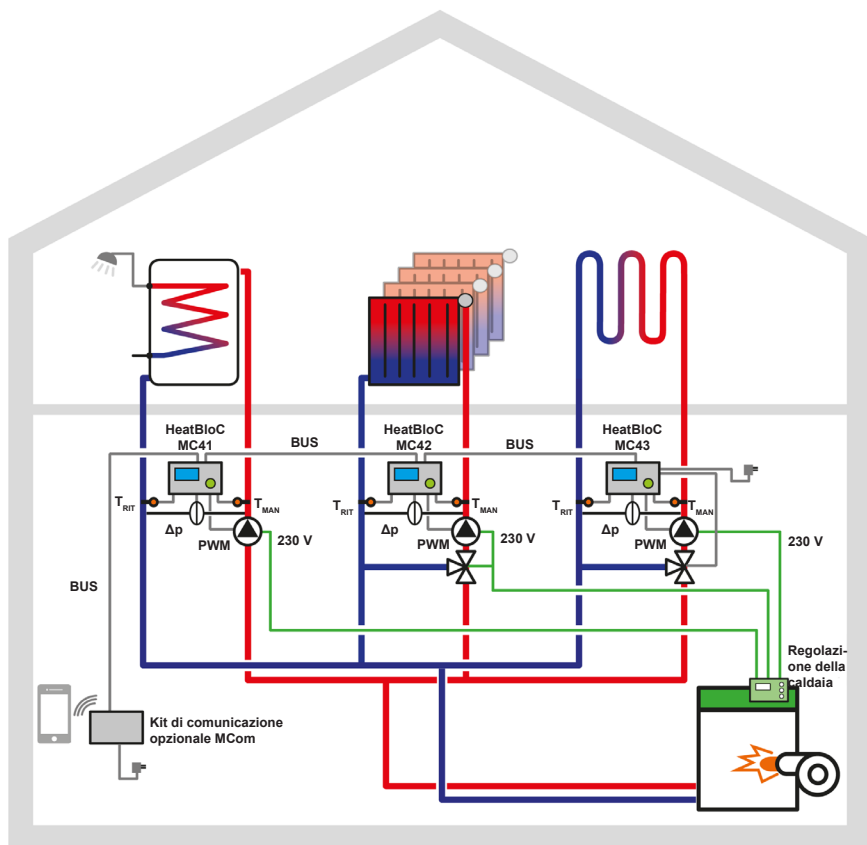 HeatBloC
MC41
BUS
HeatBloC
MC42
BUS
HeatBloC
MC43
TRIT
TMAN
TRIT
TMAN
TRIT
TMAN
Δp
PWM
230 V
Δp
PWM
230 V
Δp
PWM
230 V
BUS
Regolazi-
one della
caldaia
Kit di comunicazione
opzionale MCom